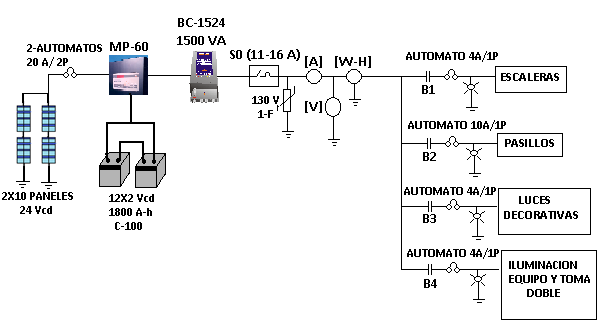 BC-1524
1500 VA
2-AUTOMATOS
20 A/ 2P
MP-60
S0 (11-16 A)
[A]
[W-H]
130 V
1-F
[V]
2X10 PANELES
24 Vcd
12X2 Vcd
1800 A-h
C-100
AUTOMATO 4A/1P
B1
ESCALERAS
AUTOMATO 10A/1P
B2
PASILLOS
AUTOMATO 4A/1P
B3
LUCES
DECORATIVAS
AUTOMATO 4A/1P
B4
ILUMINACION
EQUIPO Y TOMA
DOBLE